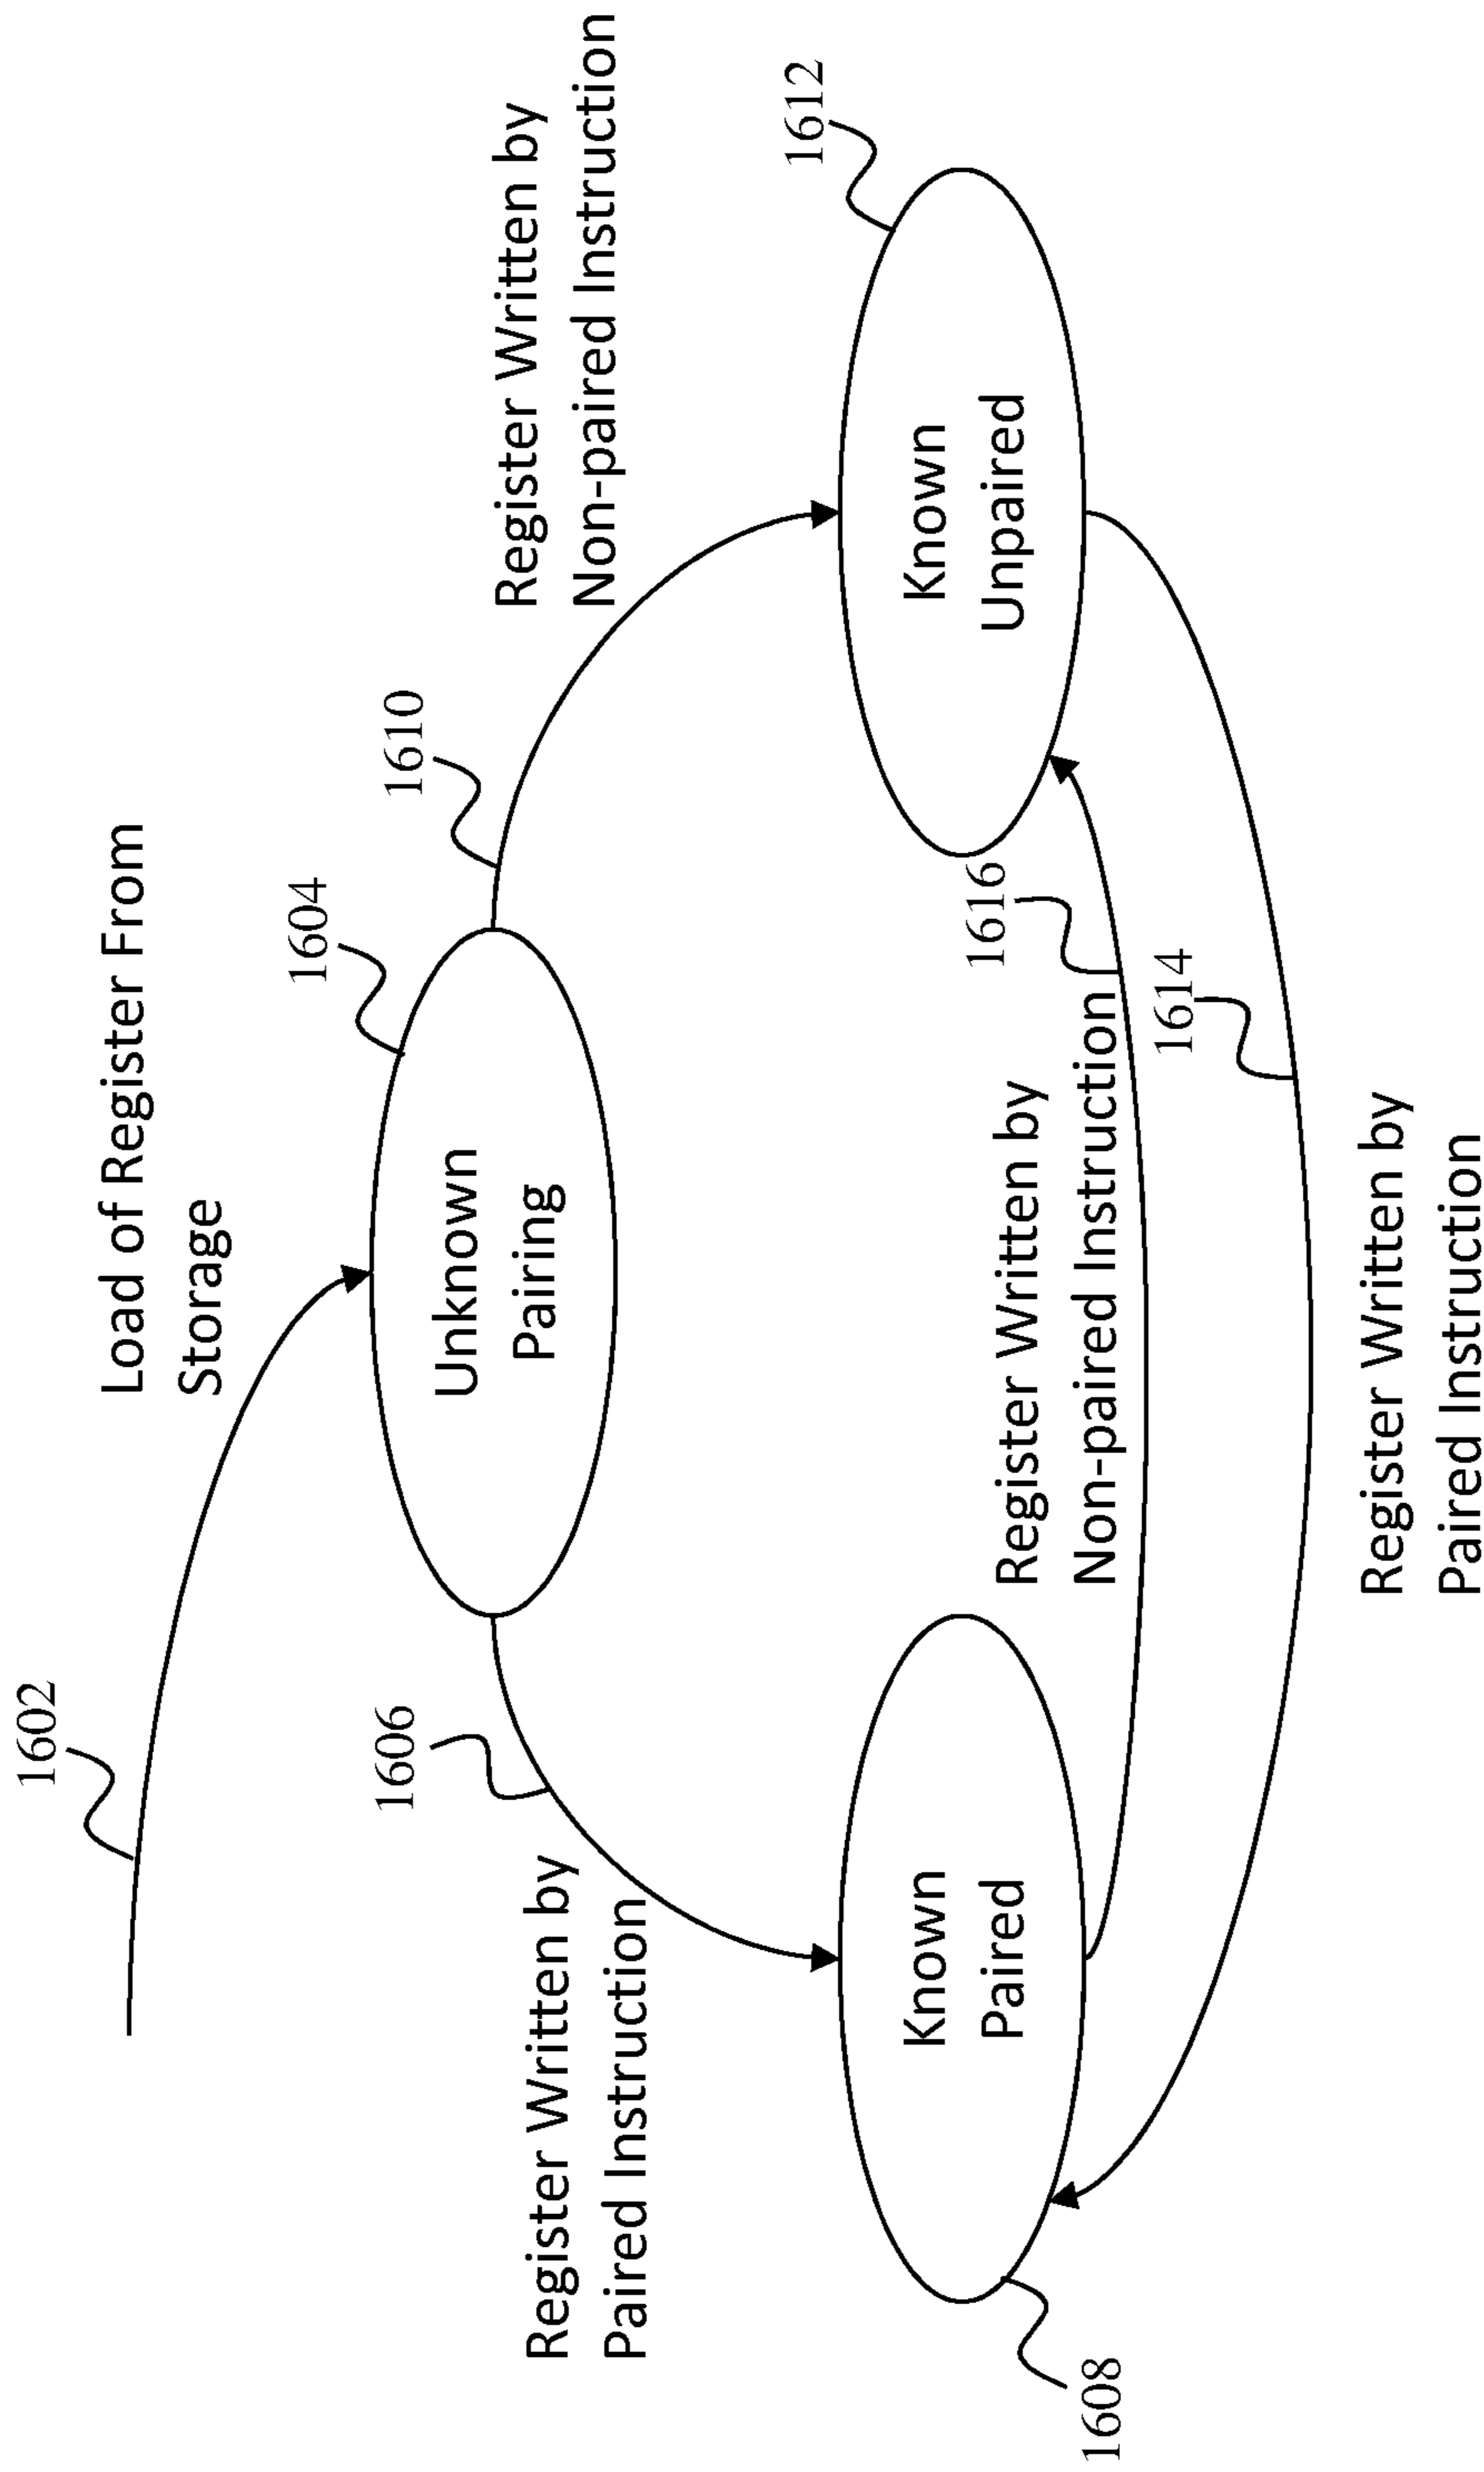 1602
Load of Register From
Storage
1604
Unknown
Pairing
1606
Register Written by
Paired Instruction
1610
Register Written by
Non-paired Instruction
1608
Known
Paired
1612
Known
Unpaired
Register Written by
Non-paired Instruction
1616
1614
Register Written by
Paired Instruction